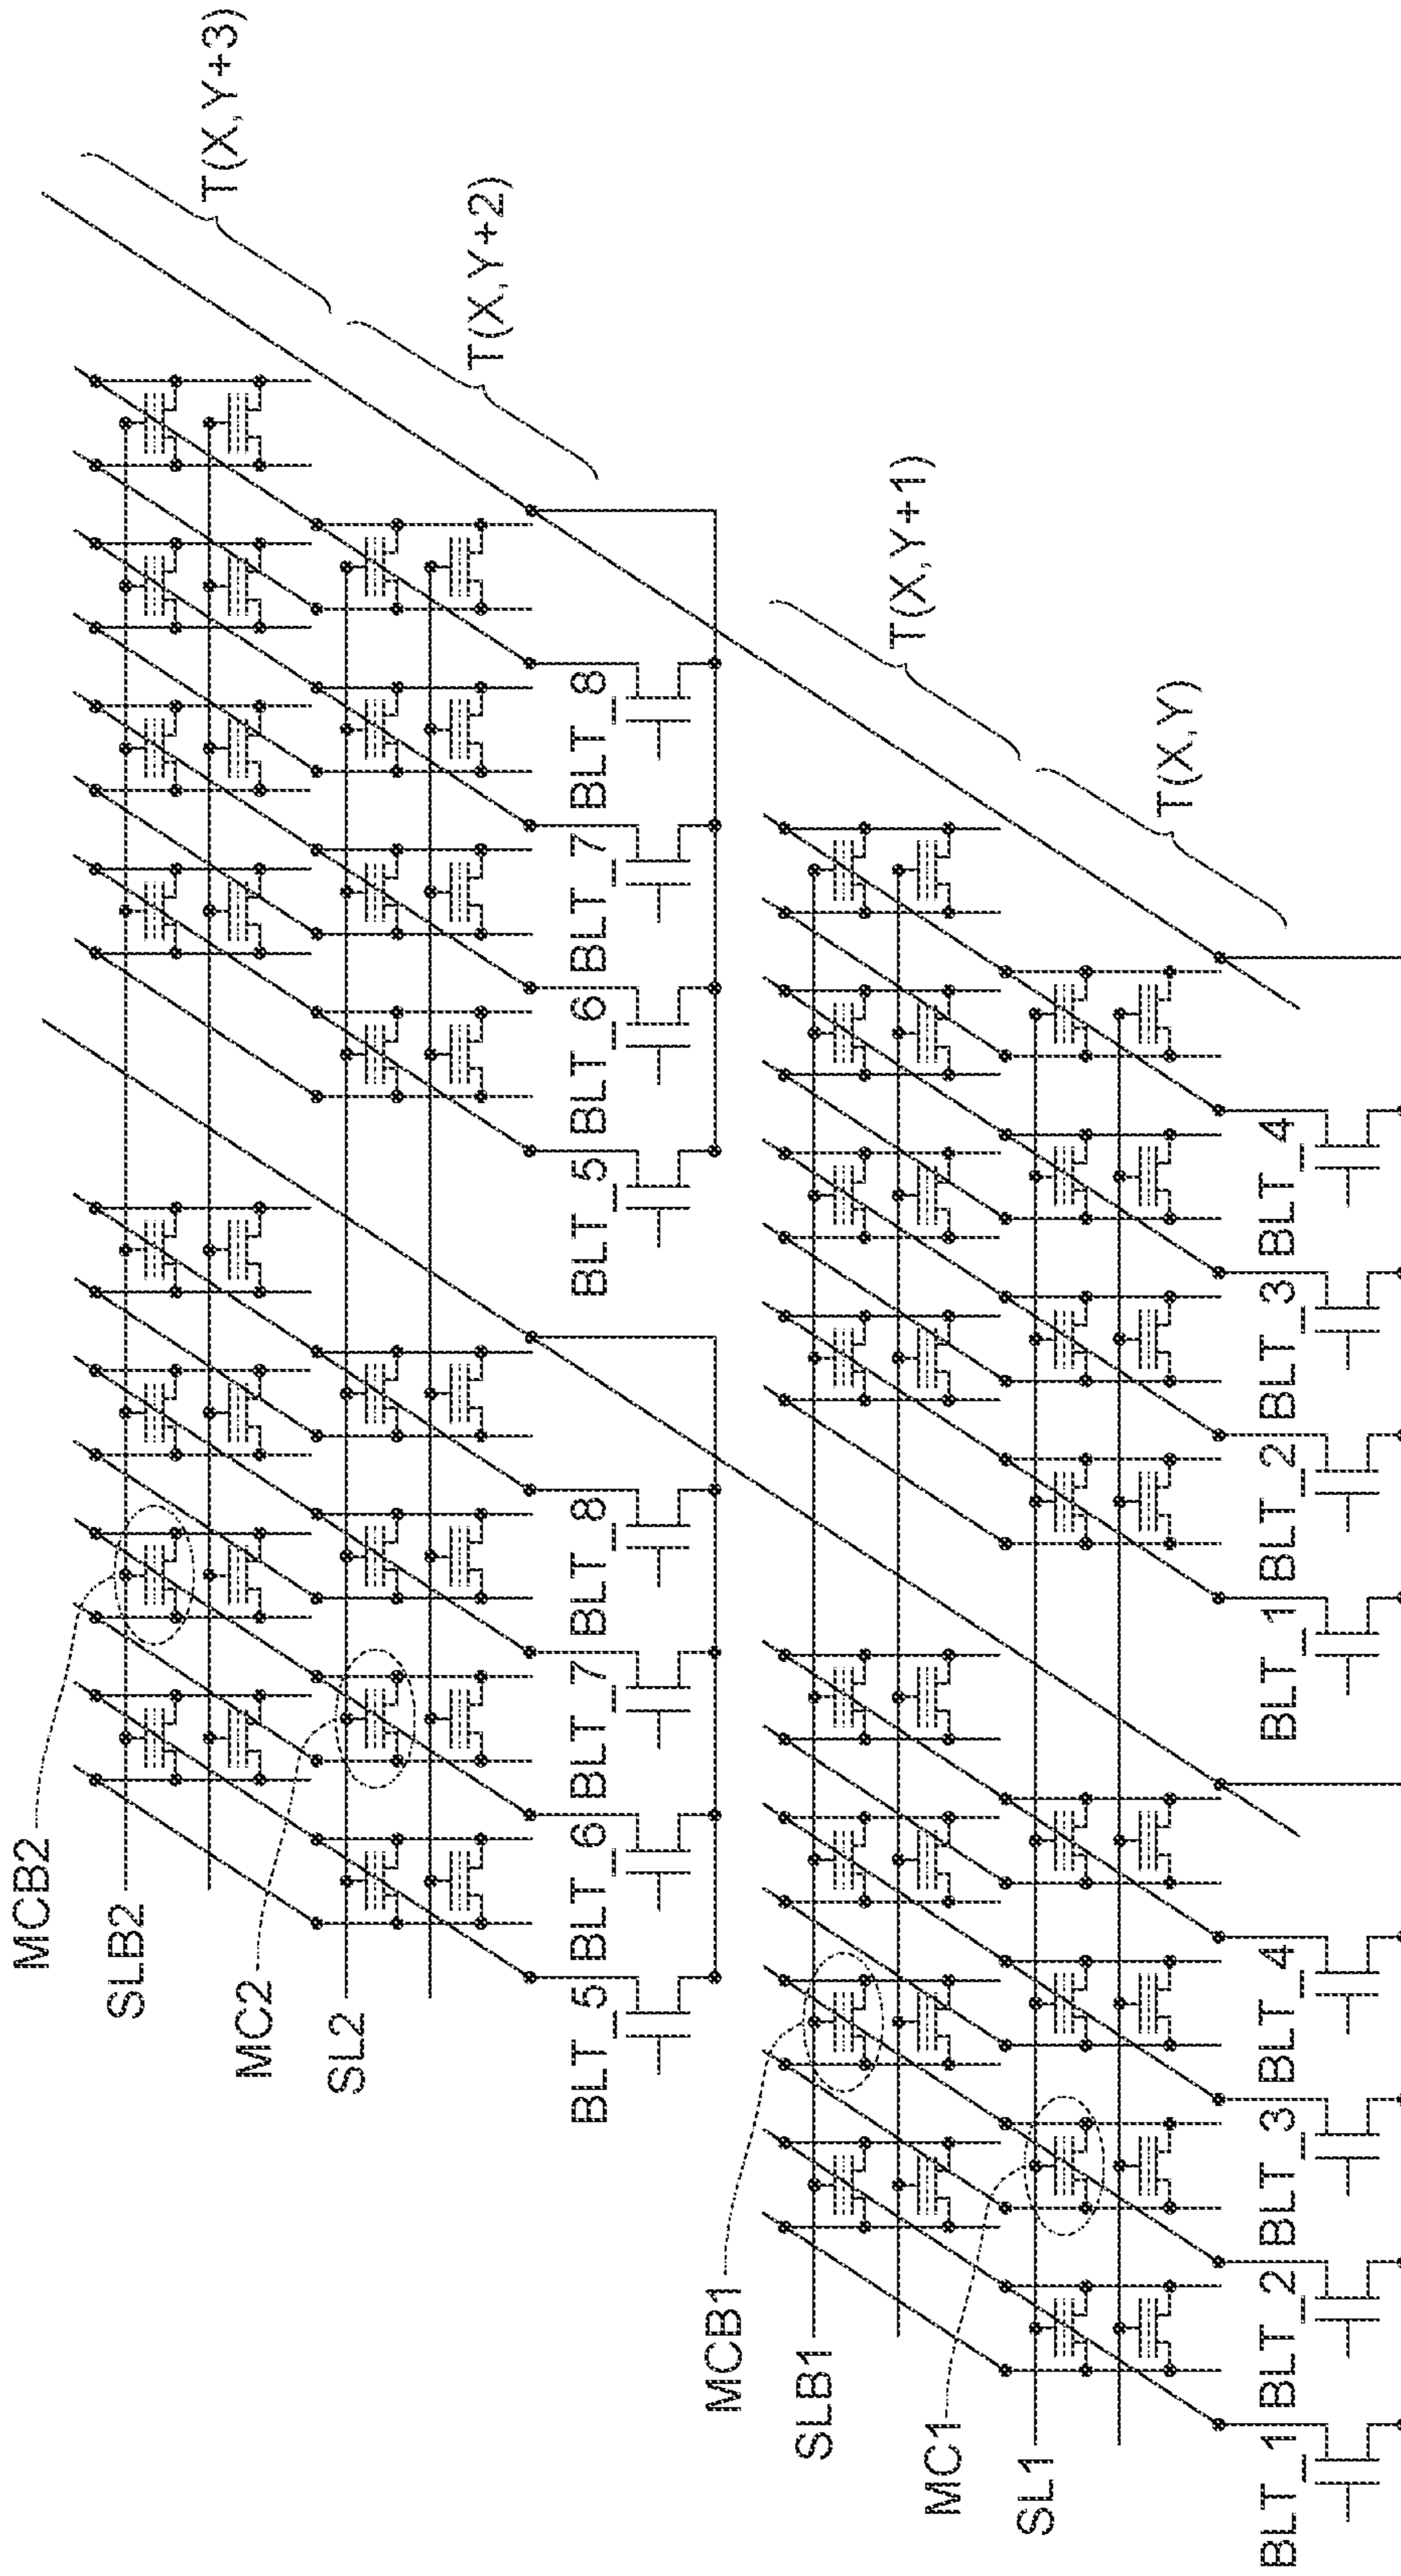 T(X,Y+3)
T(X,Y+2)
T(X,Y+1)
T(X,Y)
MCB2
SLB2
MC2
SL2
BLT_5 BLT_6 BLT_7 BLT_8 BLT_5 BLT_6 BLT_7 BLT_8
MCB1
SLB1
MC1
SL1
BLT_1 BLT_2 BLT_3 BLT_4 BLT_1 BLT_2 BLT_3 BLT_4